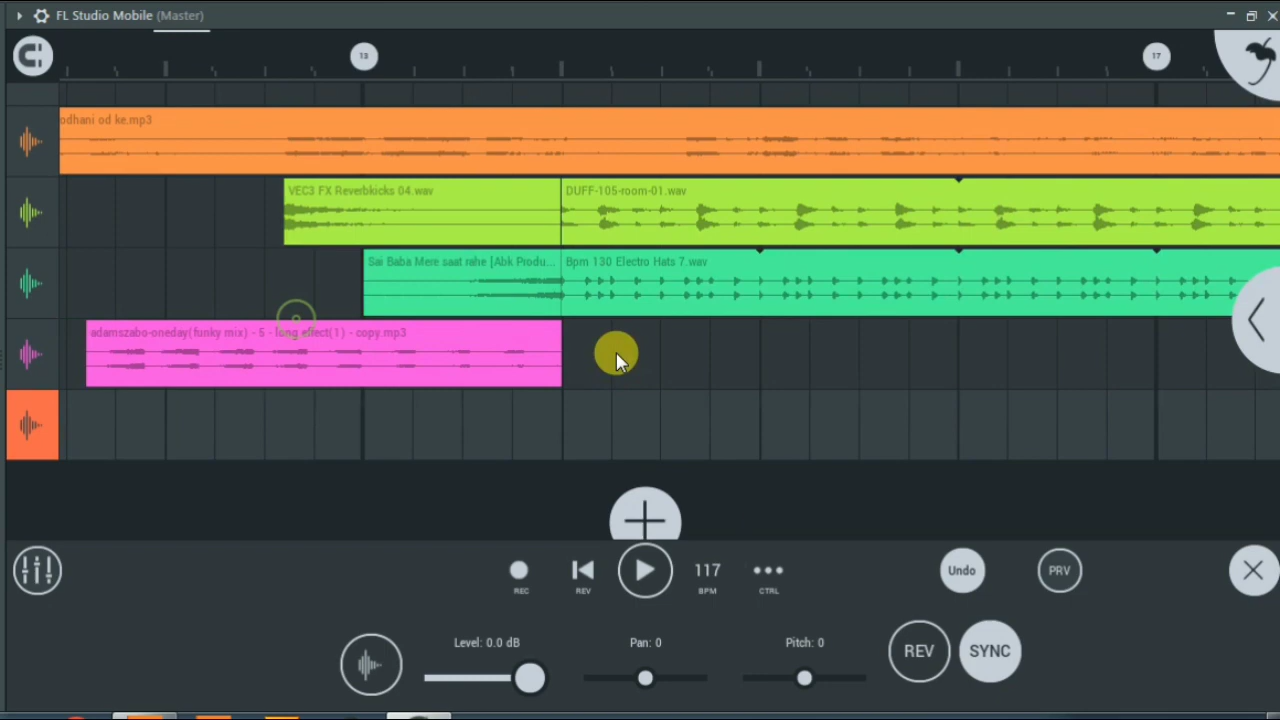 FL Studio Mobile (Master)
13
17
odhani od ke.mp3
VEC3 FX Reverbkicks 04.wav
DUFF-105-room-01.wav
Sai Baba Mere saat rahe [Abk Produ...
Bpm 130 Electro Hats 7.wav
adamszabo-oneday(fonky mix) - 5 - long effect(1) - copy.mp3
117
Undo
PRV
REC
REV
BPM
CTRL
Level: 0.0 dB
Pan: 0
Pitch: 0
REV
SYNC